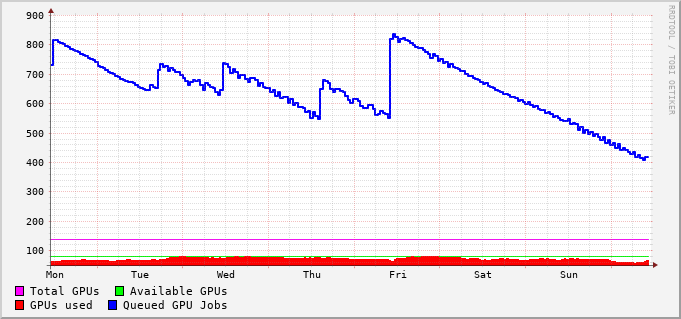 900
800
700
600
500
400
300
200
100
Mon Tue Wed Thu Fri Sat Sun
Total GPUs Available GPUs
GPUs used Queued GPU Jobs
RRDTOOL / TOBI OETIKER